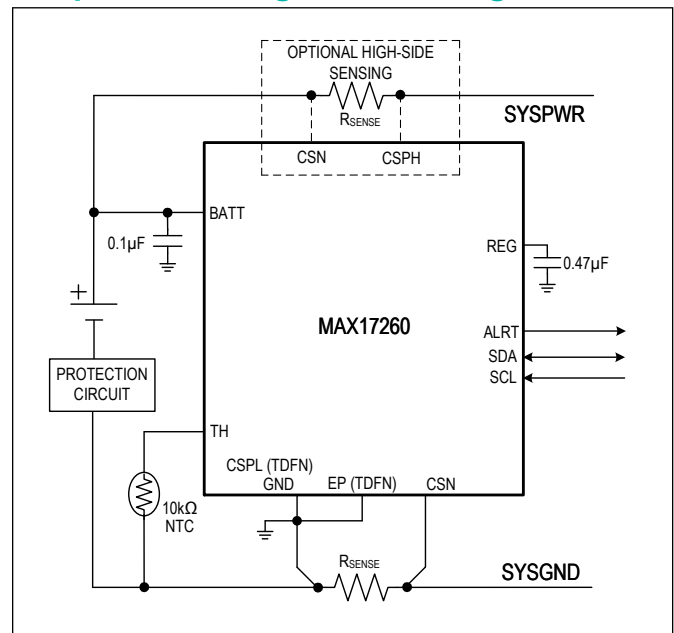 OPTIONAL HIGH-SIDE
SENSING
RSENSE
SYSPWR
CSN
CSPH
BATT
0.1µF
REG
0.47µF
+
MAX17260
ALRT
SDA
SCL
PROTECTION
CIRCUIT
TH
CSPL (TDFN)
GND
EP (TDFN)
CSN
10kΩ
NTC
RSENSE
SYSGND